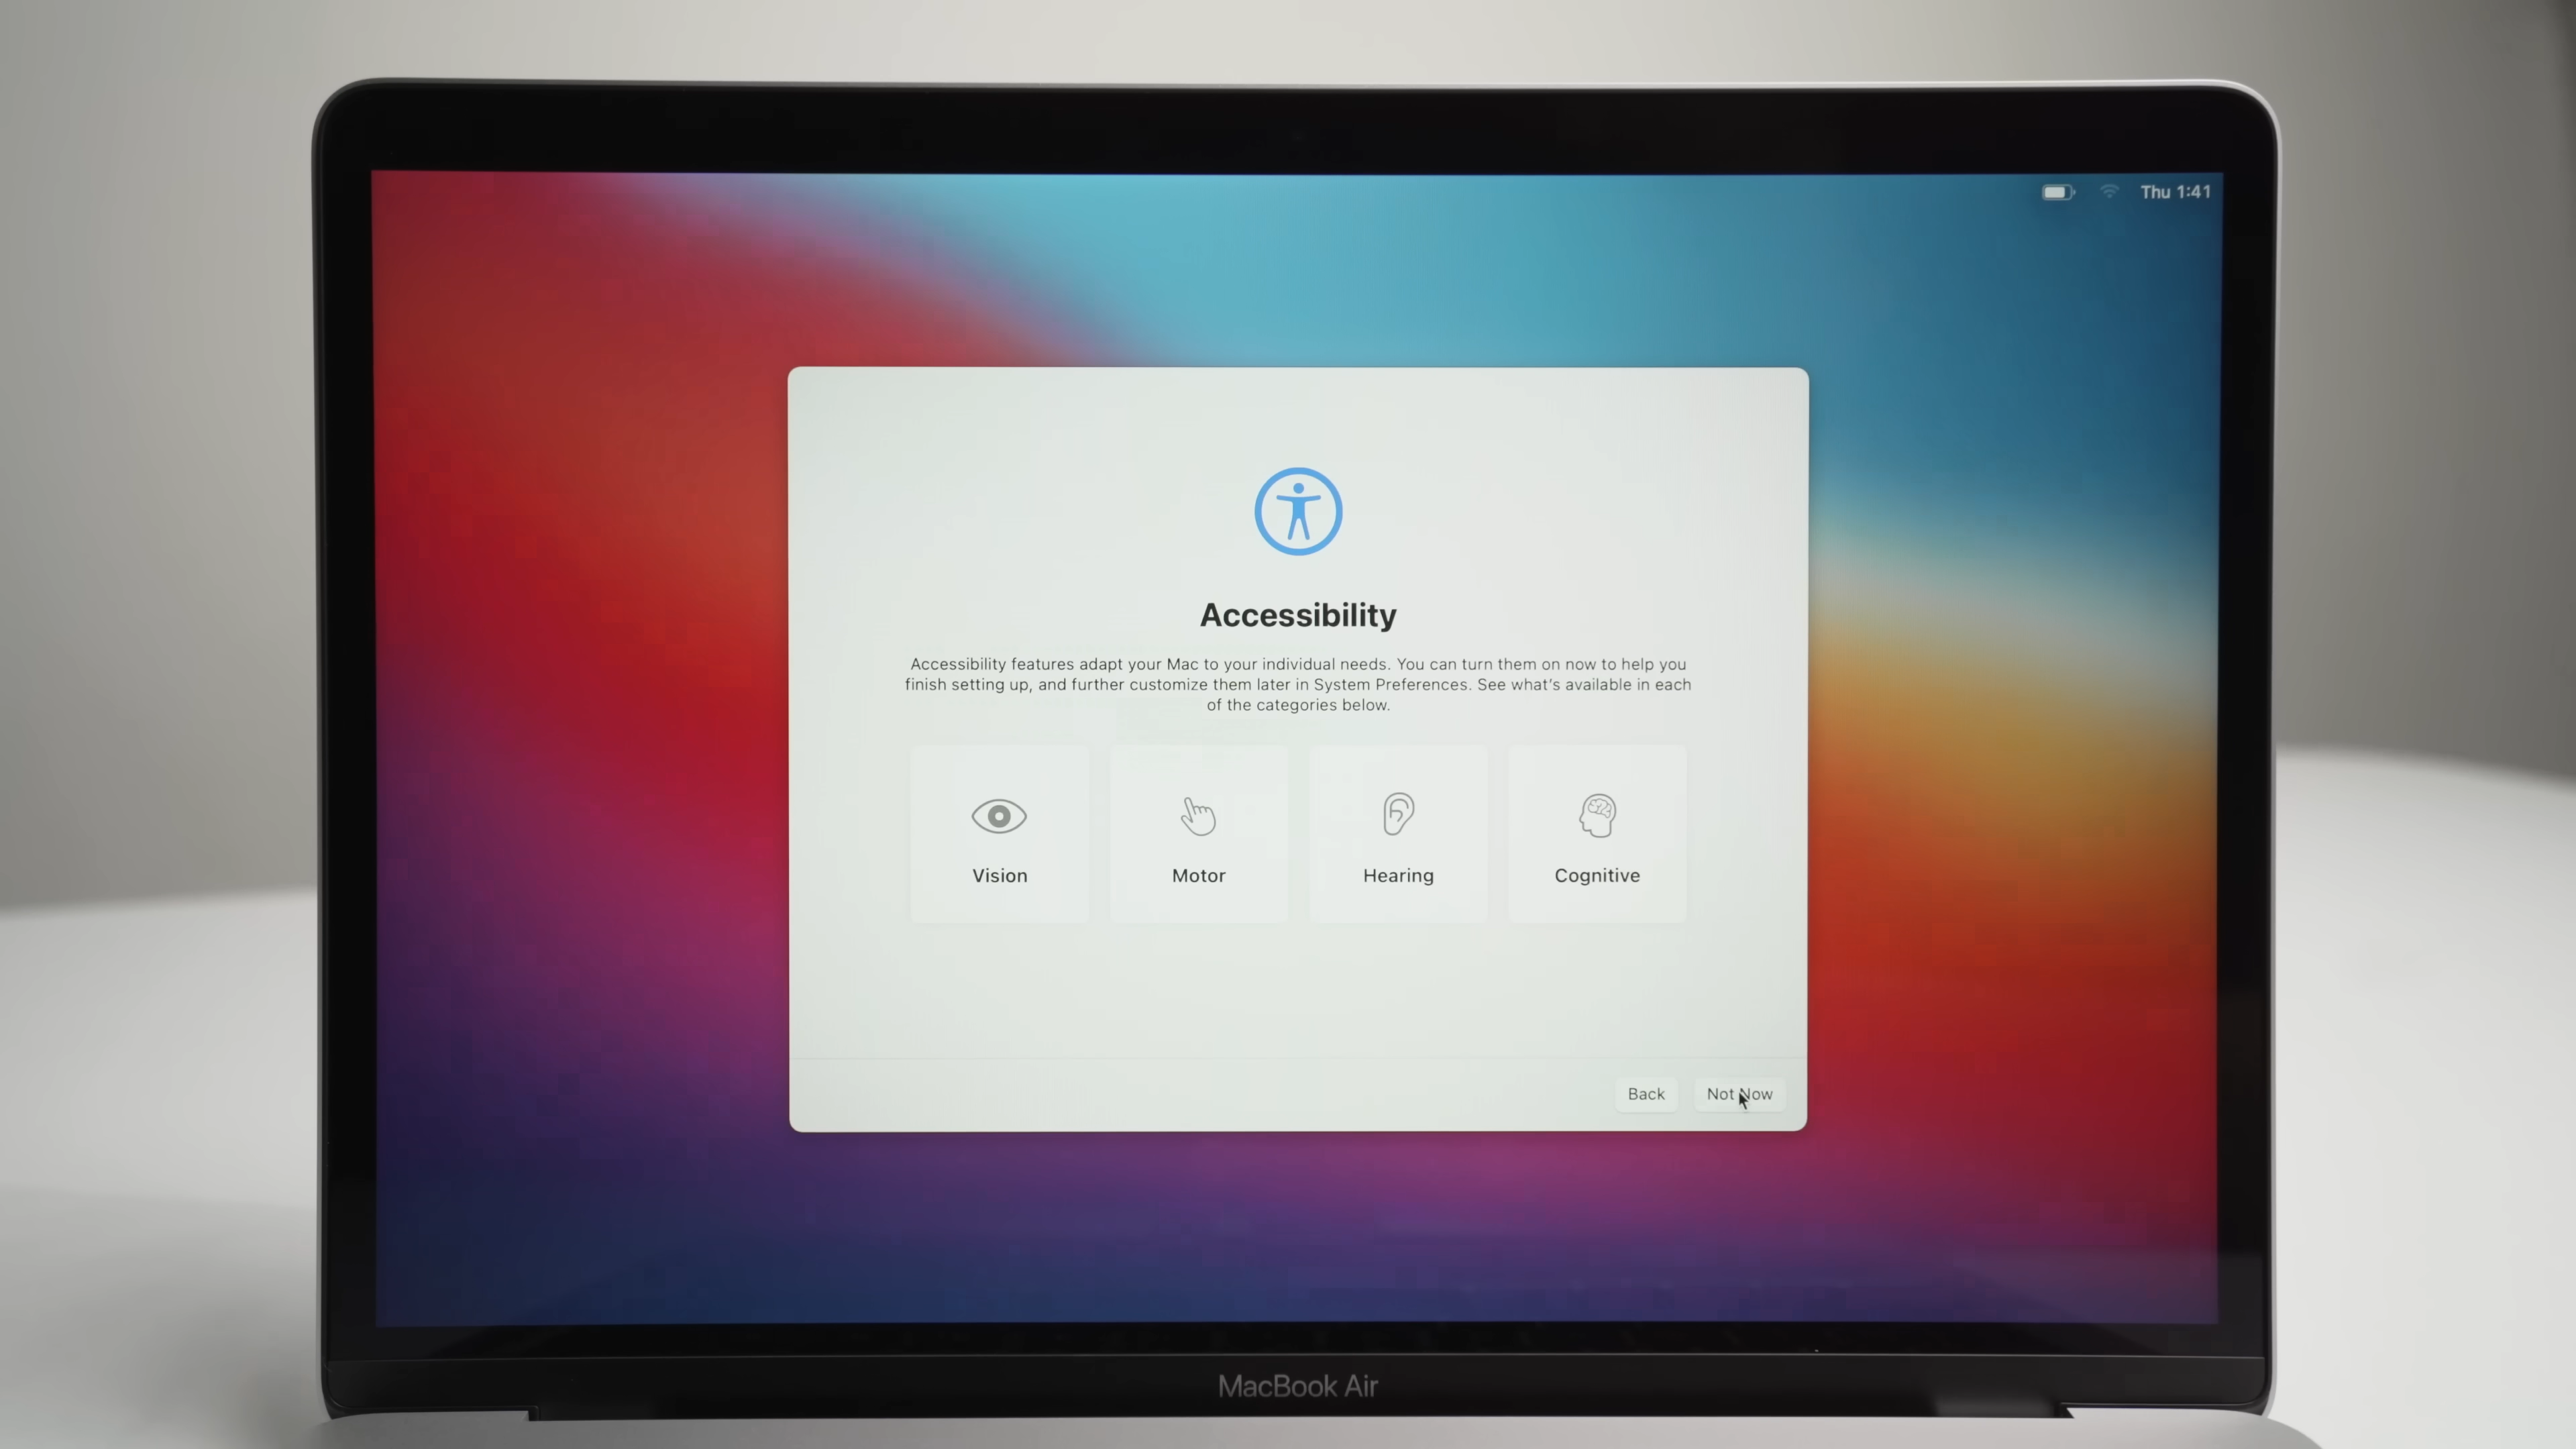 Thu 1:41
Accessibility
Accessibility features adapt your Mac to your individual needs. You can turn them on now to help you
finish setting up, and further customize them later in System Preferences. See what's available in each
of the categories below.
Vision
Motor
Hearing
Cognitive
Back
Not Now
MacBook Air